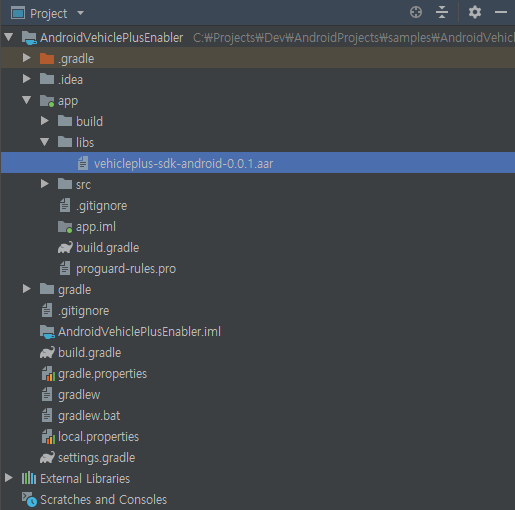 Project
AndroidVehiclePlusEnabler C:₩Projects₩Dev₩AndroidProjects₩samples₩AndroidVehic
.gradle
.idea
app
build
libs
vehicleplus-sdk-android-0.0.1.aar
src
.gitignore
app.iml
build.gradle
proguard-rules.pro
gradle
.gitignore
AndroidVehiclePlusEnabler.iml
build.gradle
gradle.properties
gradlew
gradlew.bat
local.properties
settings.gradle
External Libraries
Scratches and Consoles